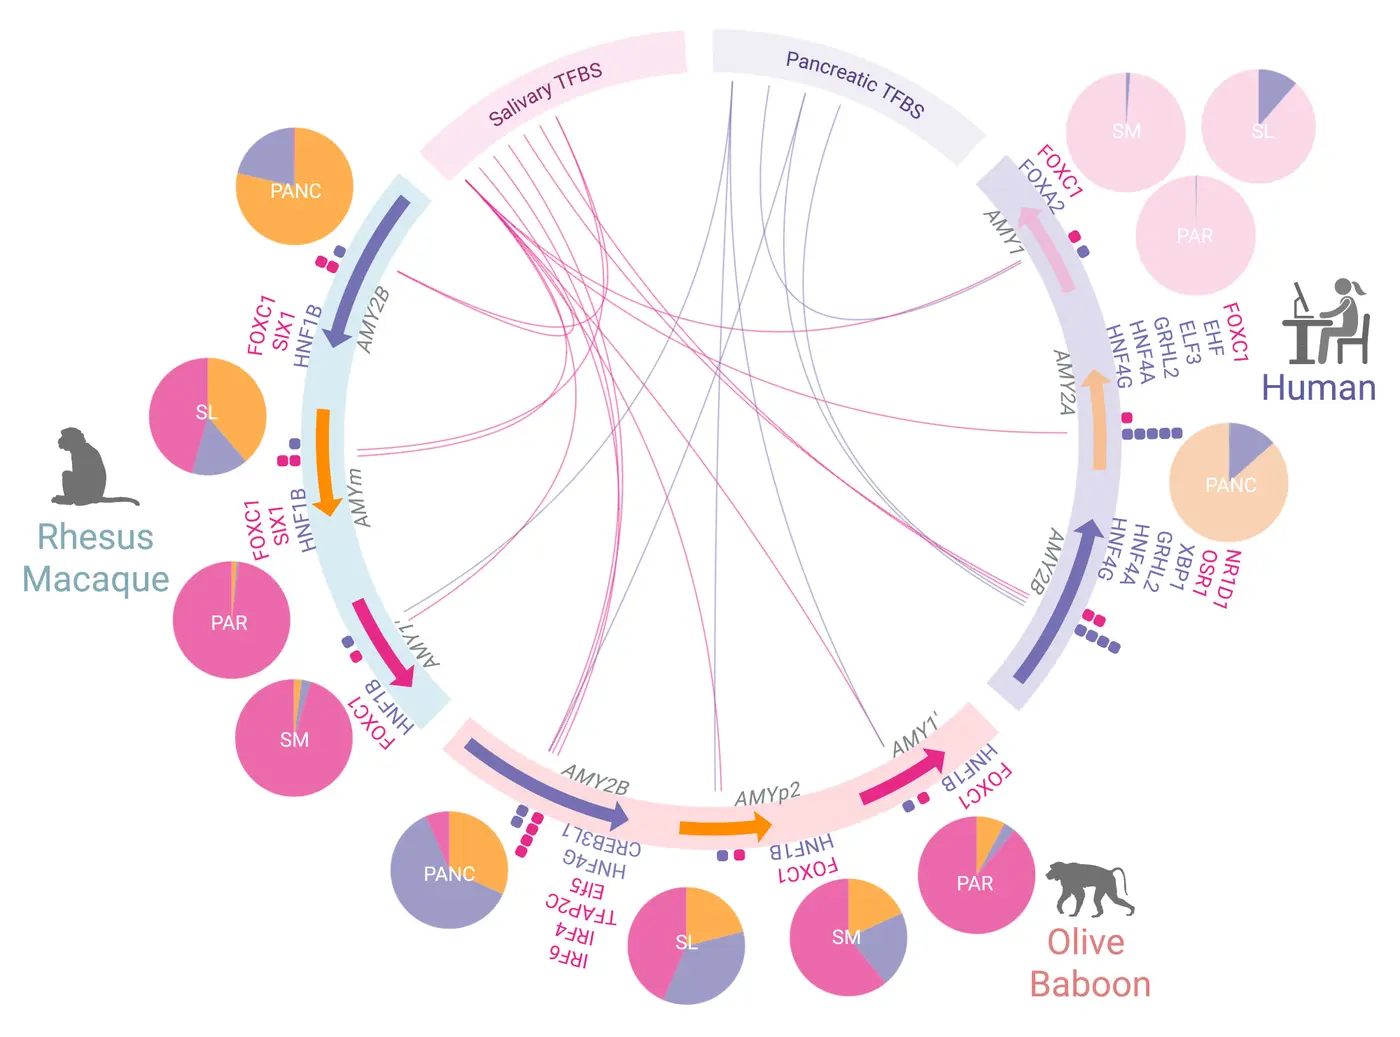 Salivary TFBS
Pancreatic TFBS
SM
SL
PAR
FOXC1
FOXA2
AMY1
FOXC1
EHF
ELF3
GRHL2
HNF4A
HNF4G
AMY2A
Human
PANC
NR1D1
OSR1
XBP1
GRHL2
HNF4A
HNF4G
AMY2B
PANC
AMY2B
FOXC1
SIX1
HNF1B
SL
AMYm
FOXC1
SIX1
HNF1B
Rhesus
Macaque
PAR
AMY1'
HNF1B
FOXC1
SM
AMY2B
CREB3L1
HNF4G
Elf5
TFAP2C
IRF4
IRF6
PANC
SL
AMYp2
HNF1B
FOXC1
SM
AMY1'
HNF1B
FOXC1
PAR
Olive
Baboon